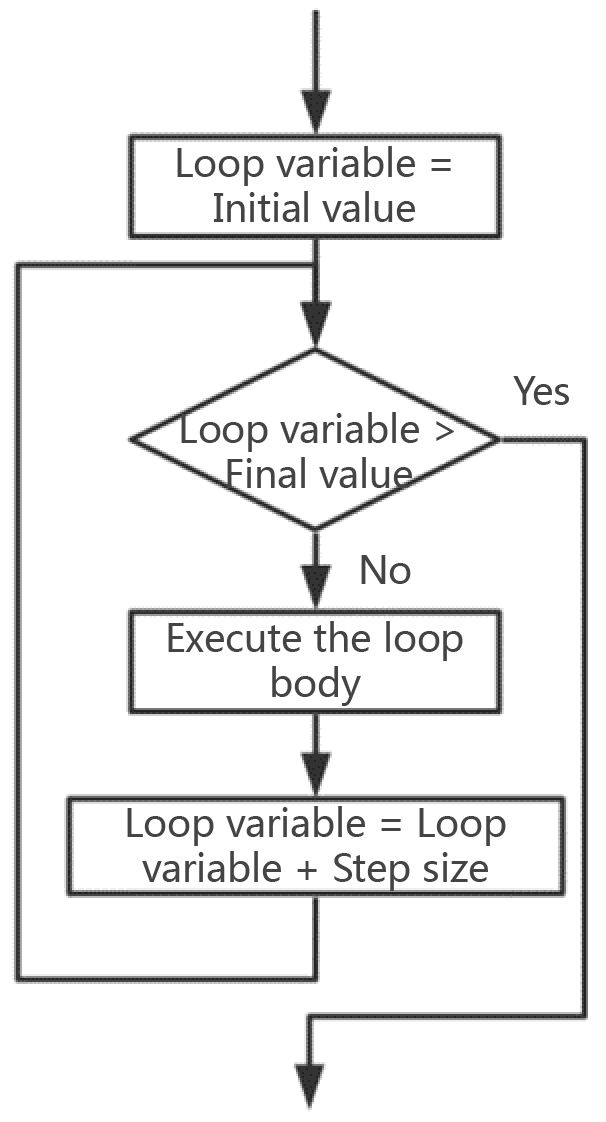 Loop variable =
Initial value
Yes
Loop variable >
Final value
No
Execute the loop
body
Loop variable = Loop
variable + Step size